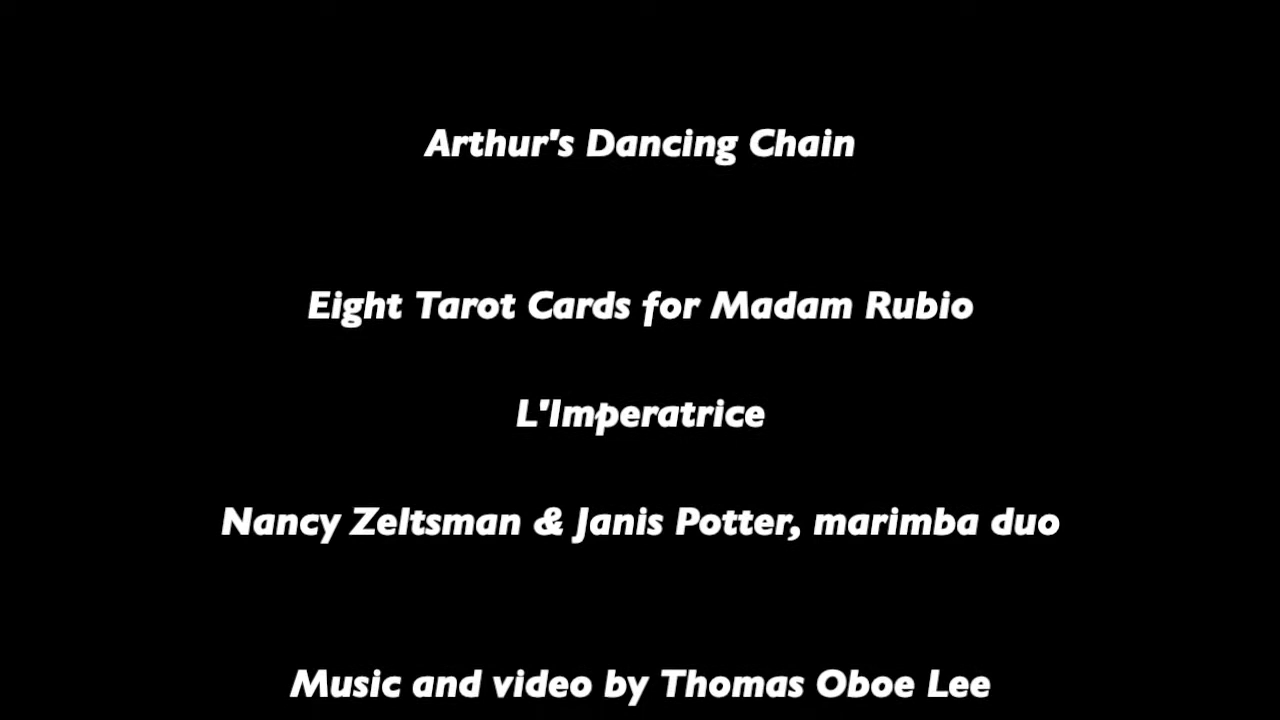 Arthur's Dancing Chain
Eight Tarot Cards for Madam Rubio
L'Imperatrice
Nancy Zeltsman & Janis Potter, marimba duo
Music and video by Thomas Oboe Lee